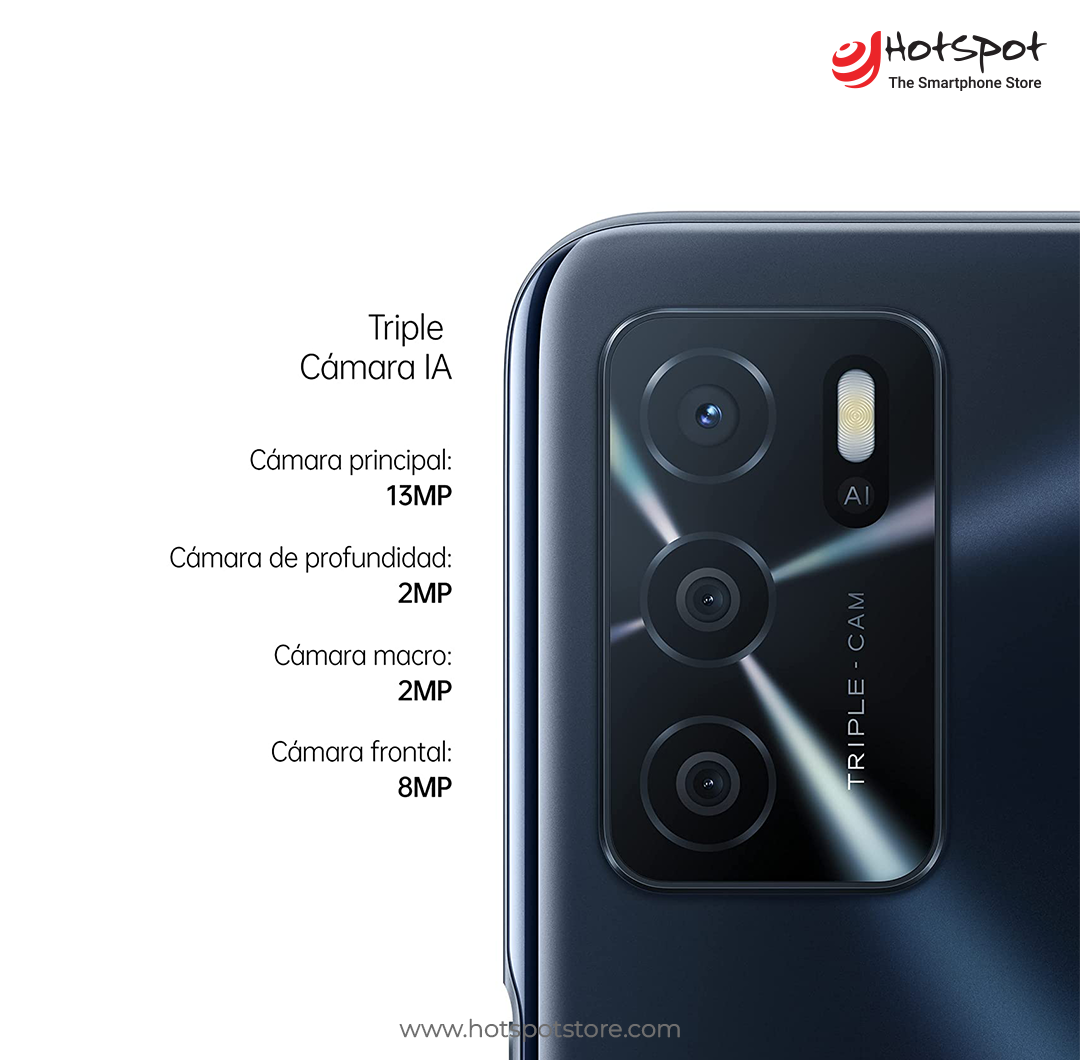 HOTSPOT
The Smartphone Store
Triple
Cámara IA
Cámara principal:
13MP
Cámara de profundidad:
2MP
Cámara macro:
2MP
Cámara frontal:
8MP
AI
TRIPLE - CAM
www.hotspotstore.com